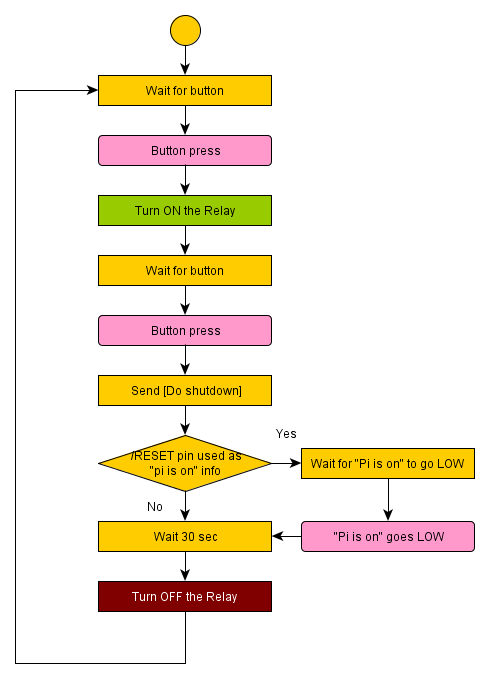 Wait for button
Button press
Turn ON the Relay
Wait for button
Button press
Send [Do shutdown]
/RESET pin used as
"pi is on" info
Yes
Wait for "Pi is on" to go LOW
No
Wait 30 sec
"Pi is on" goes LOW
Turn OFF the Relay